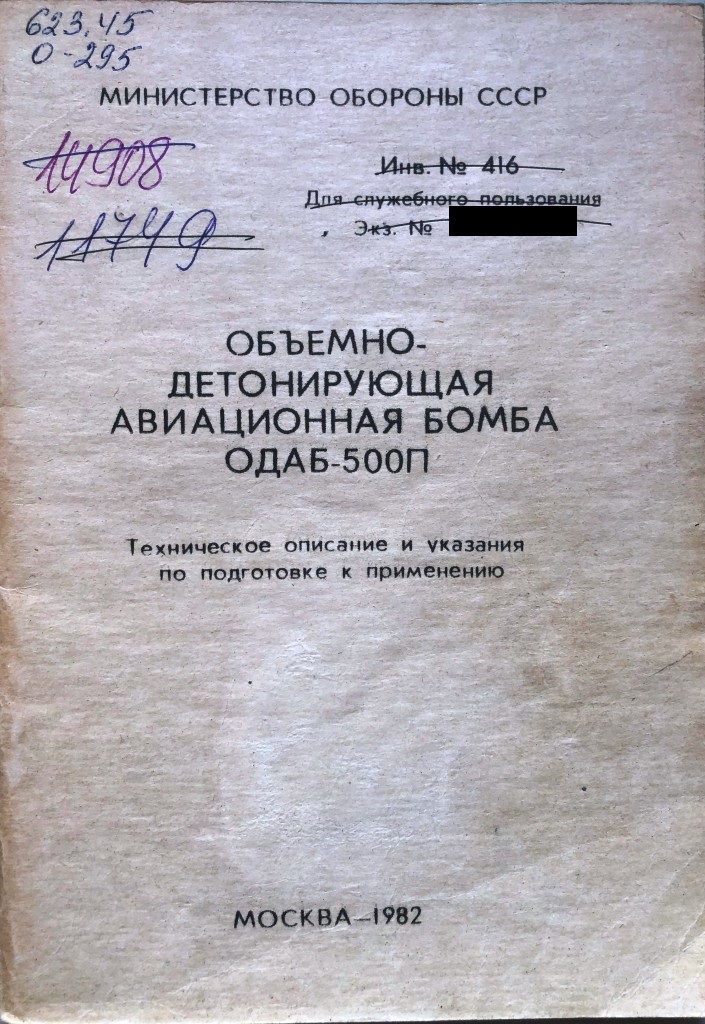 623.45
О-295
МИНИСТЕРСТВО ОБОРОНЫ СССР
14908
Инв. № 416
Для служебного пользования
Экз. №
11749
ОБЪЕМНО-
ДЕТОНИРУЮЩАЯ
АВИАЦИОННАЯ БОМБА
ОДАБ-500П
Техническое описание и указания
по подготовке к применению
МОСКВА—1982